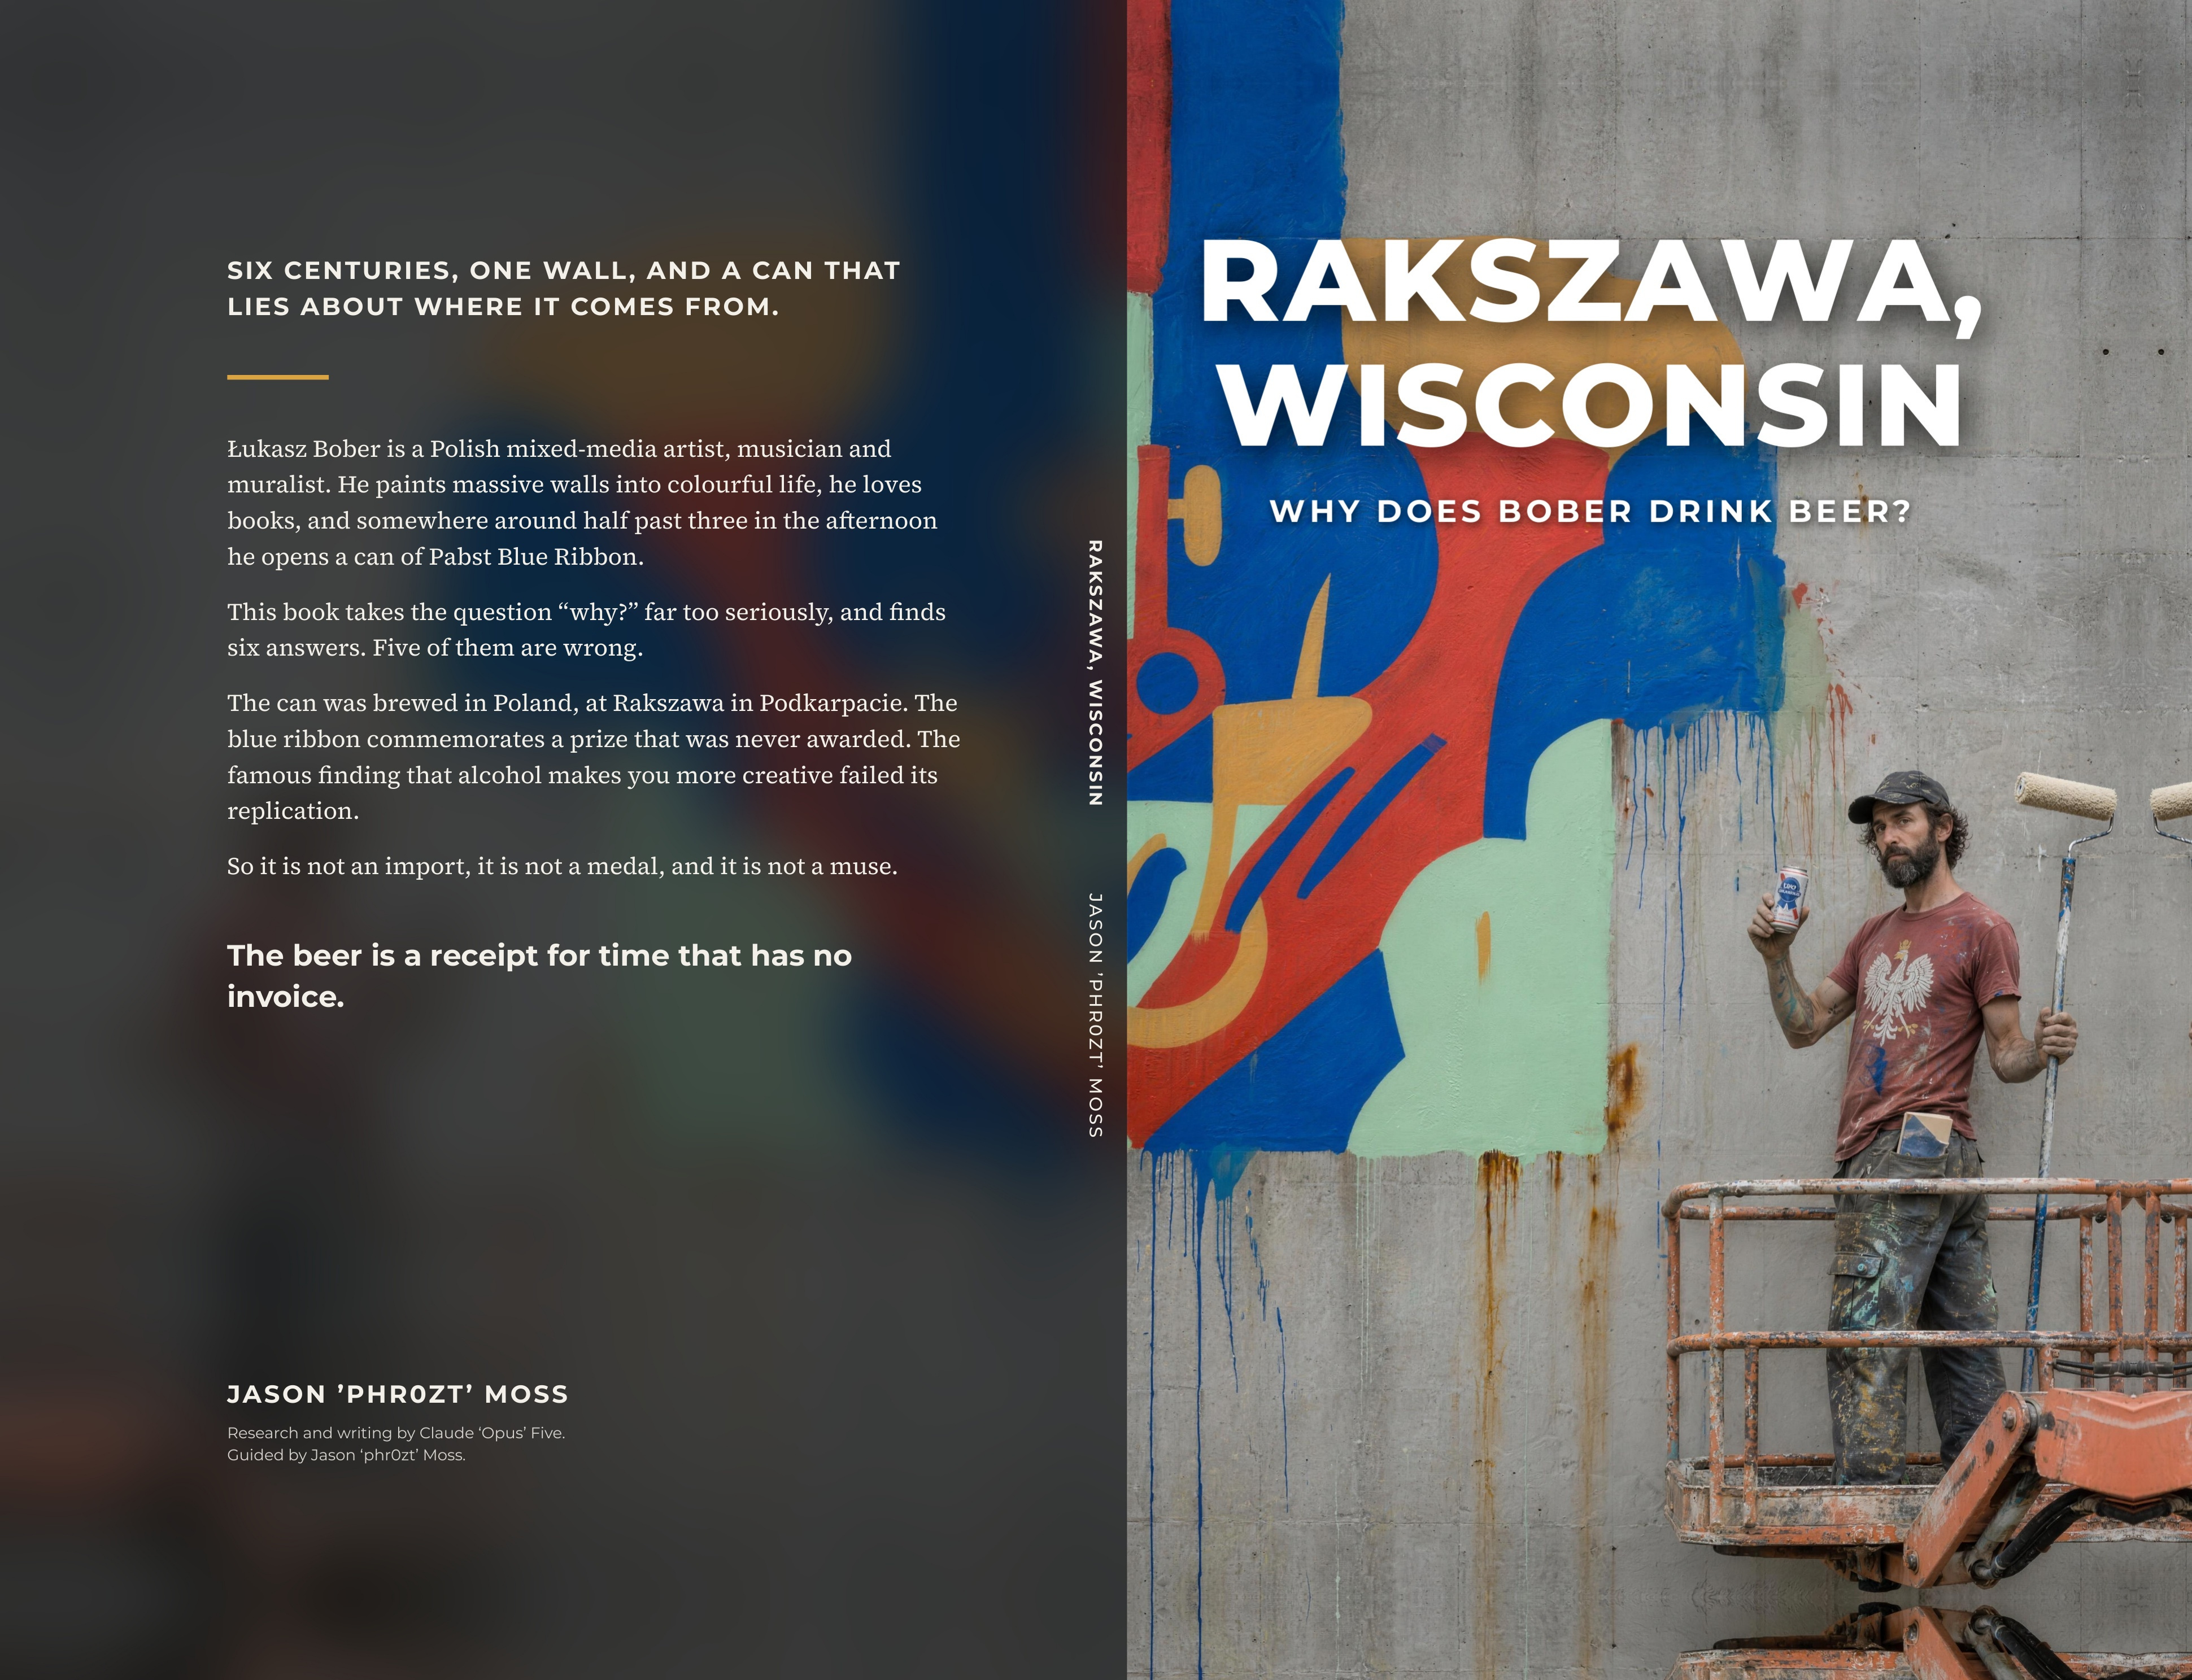 SIX CENTURIES, ONE WALL, AND A CAN THAT
LIES ABOUT WHERE IT COMES FROM.
Łukasz Bober is a Polish mixed-media artist, musician and
muralist. He paints massive walls into colourful life, he loves
books, and somewhere around half past three in the afternoon
he opens a can of Pabst Blue Ribbon.
This book takes the question “why?” far too seriously, and finds
six answers. Five of them are wrong.
The can was brewed in Poland, at Rakszawa in Podkarpacie. The
blue ribbon commemorates a prize that was never awarded. The
famous finding that alcohol makes you more creative failed its
replication.
So it is not an import, it is not a medal, and it is not a muse.
The beer is a receipt for time that has no
invoice.
JASON ’PHR0ZT’ MOSS
Research and writing by Claude ‘Opus’ Five.
Guided by Jason ‘phr0zt’ Moss.
RAKSZAWA, WISCONSIN
JASON ’PHR0ZT’ MOSS
RAKSZAWA,
WISCONSIN
WHY DOES BOBER DRINK BEER?